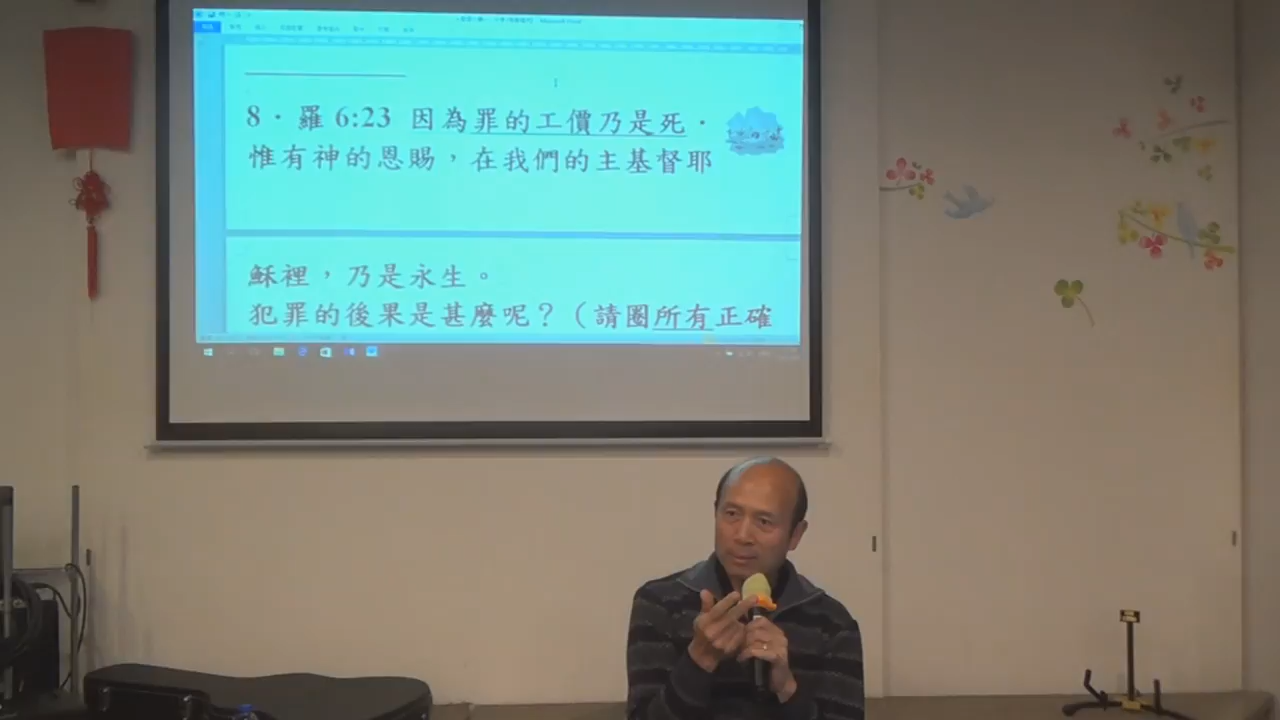 8．羅 6:23 因為罪的工價乃是死．
惟有神的恩賜，在我們的主基督耶
穌裡，乃是永生。
犯罪的後果是甚麼呢？（請圈所有正確